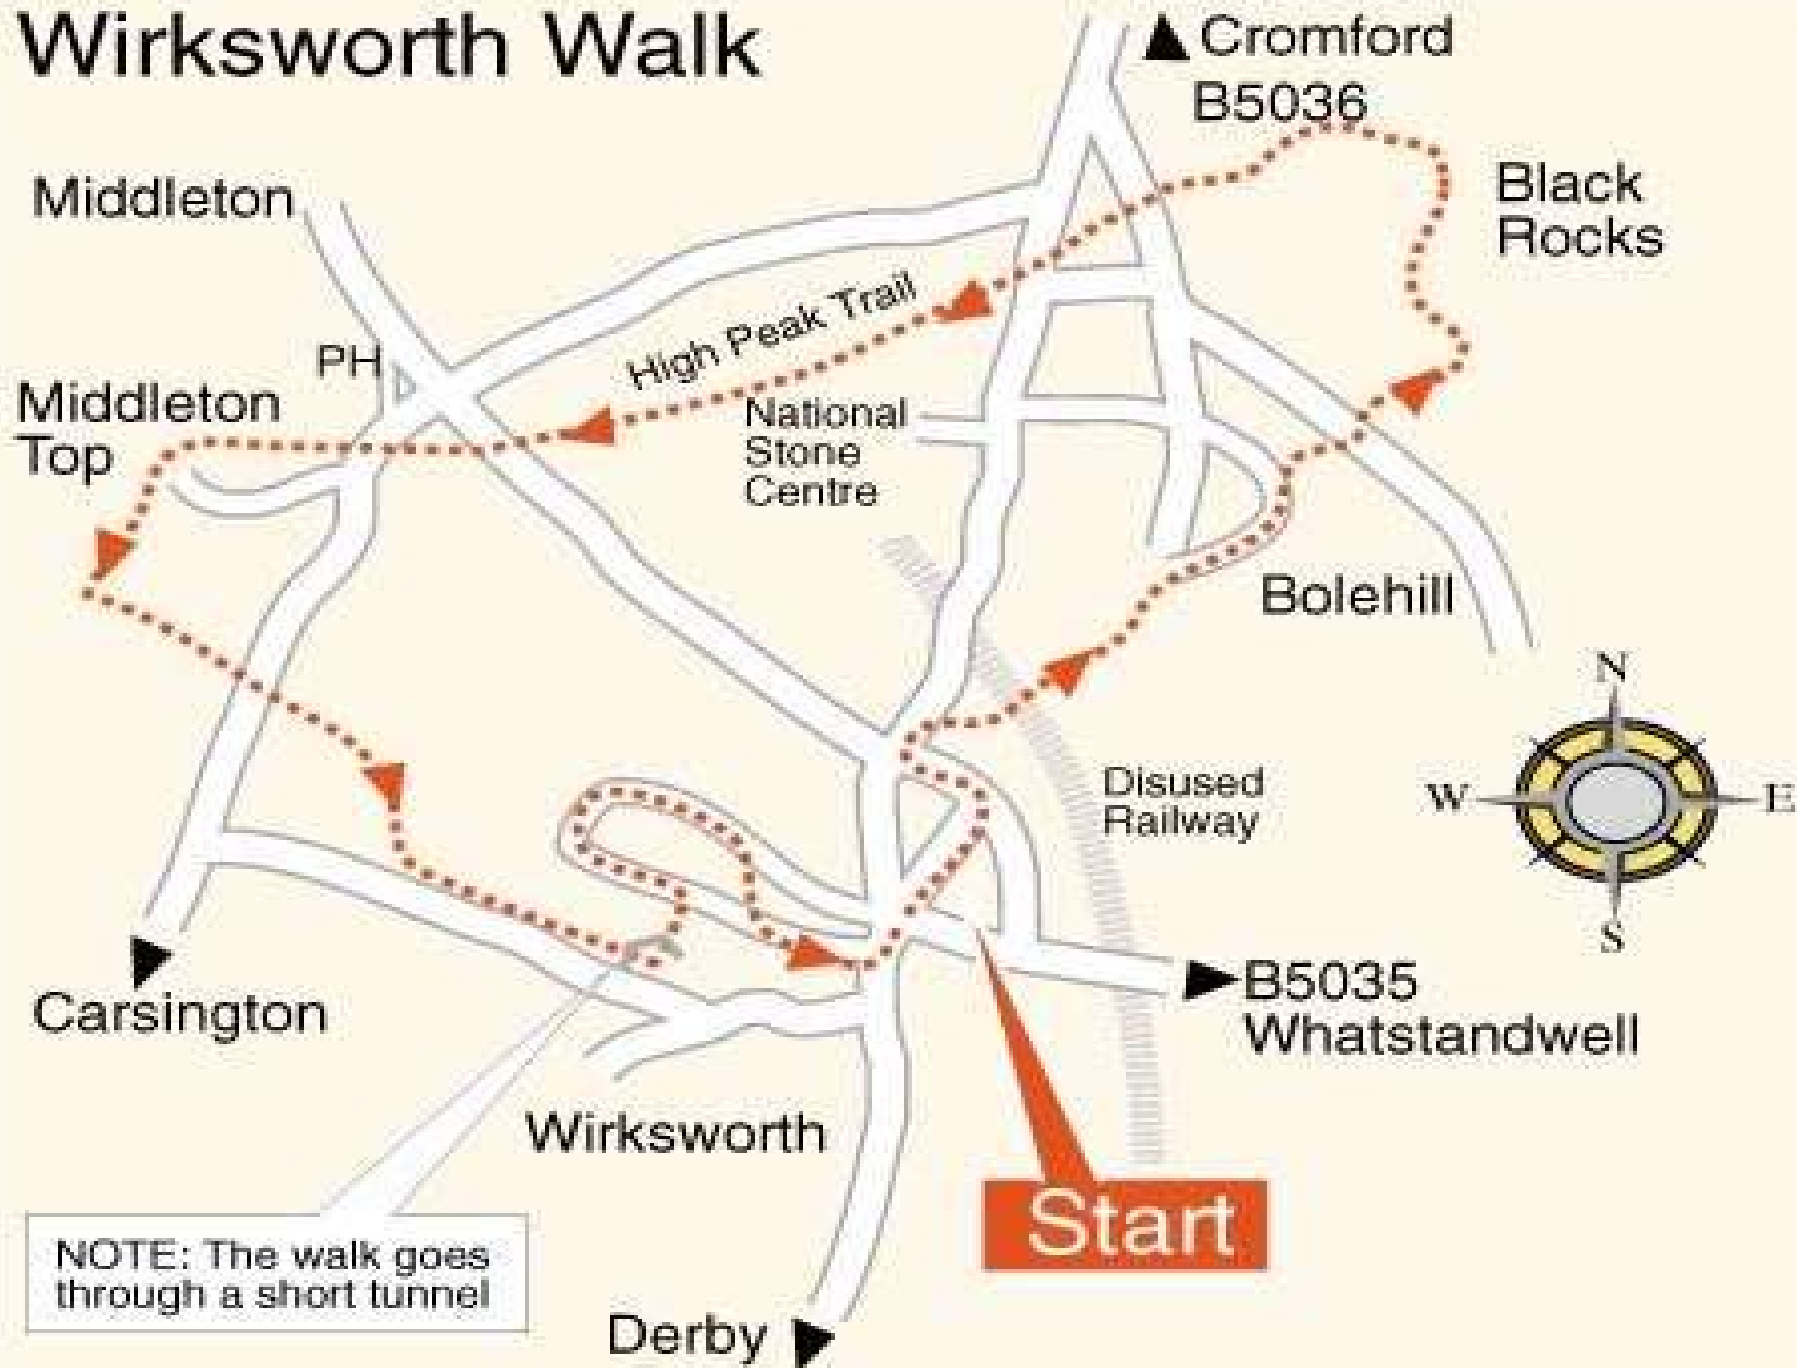 Wirksworth Walk
Cromford
B5036
Middleton
Black
Rocks
High Peak Trail
PH
Middleton
Top
National
Stone
Centre
Bolehill
N
W
E
S
Disused
Railway
B5035
Whatstandwell
Carsington
Wirksworth
Start
NOTE: The walk goes
through a short tunnel
Derby